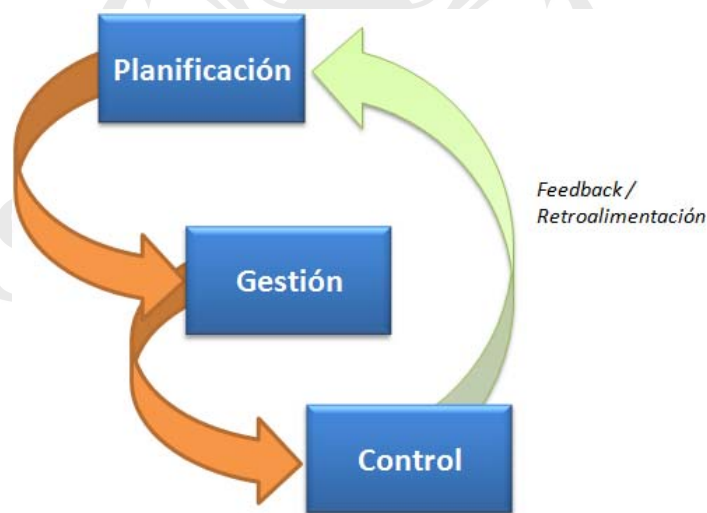 Planificación
Feedback /
Retroalimentación
Gestión
Control